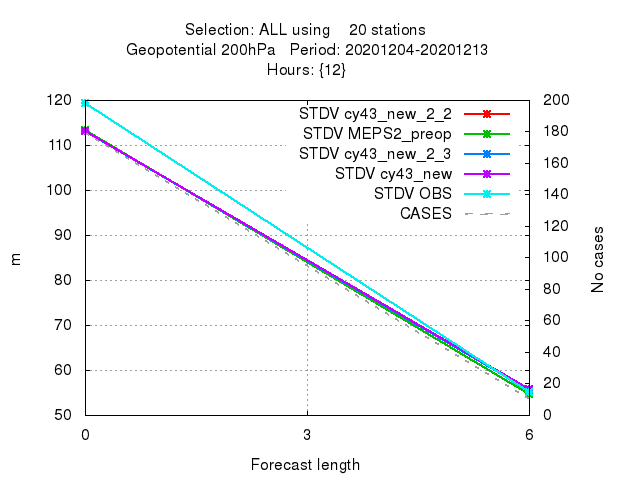 Selection: ALL using    20 stations
Geopotential 200hPa   Period: 20201204-20201213
Hours: {12}
120 200
STDV cy43_new_2_2
180
STDV MEPS2_preop
110
STDV cy43_new_2_3
160
STDV cy43_new
100 140
STDV OBS
CASES
120
90
m
100
No cases
80
80
60
70
40
60
20
50 0
0 3 6
Forecast length